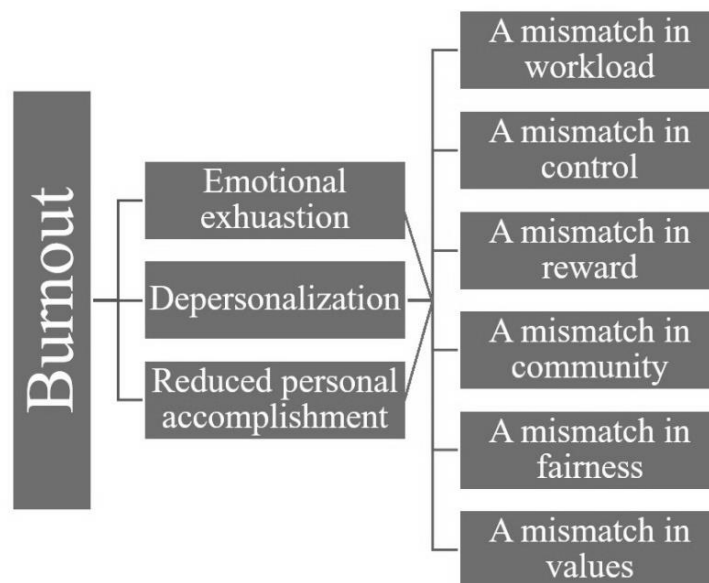 Burnout
Emotional
exhuastion
Depersonalization
Reduced personal
accomplishment
A mismatch in
workload
A mismatch in
control
A mismatch in
reward
A mismatch in
community
A mismatch in
fairness
A mismatch in
values